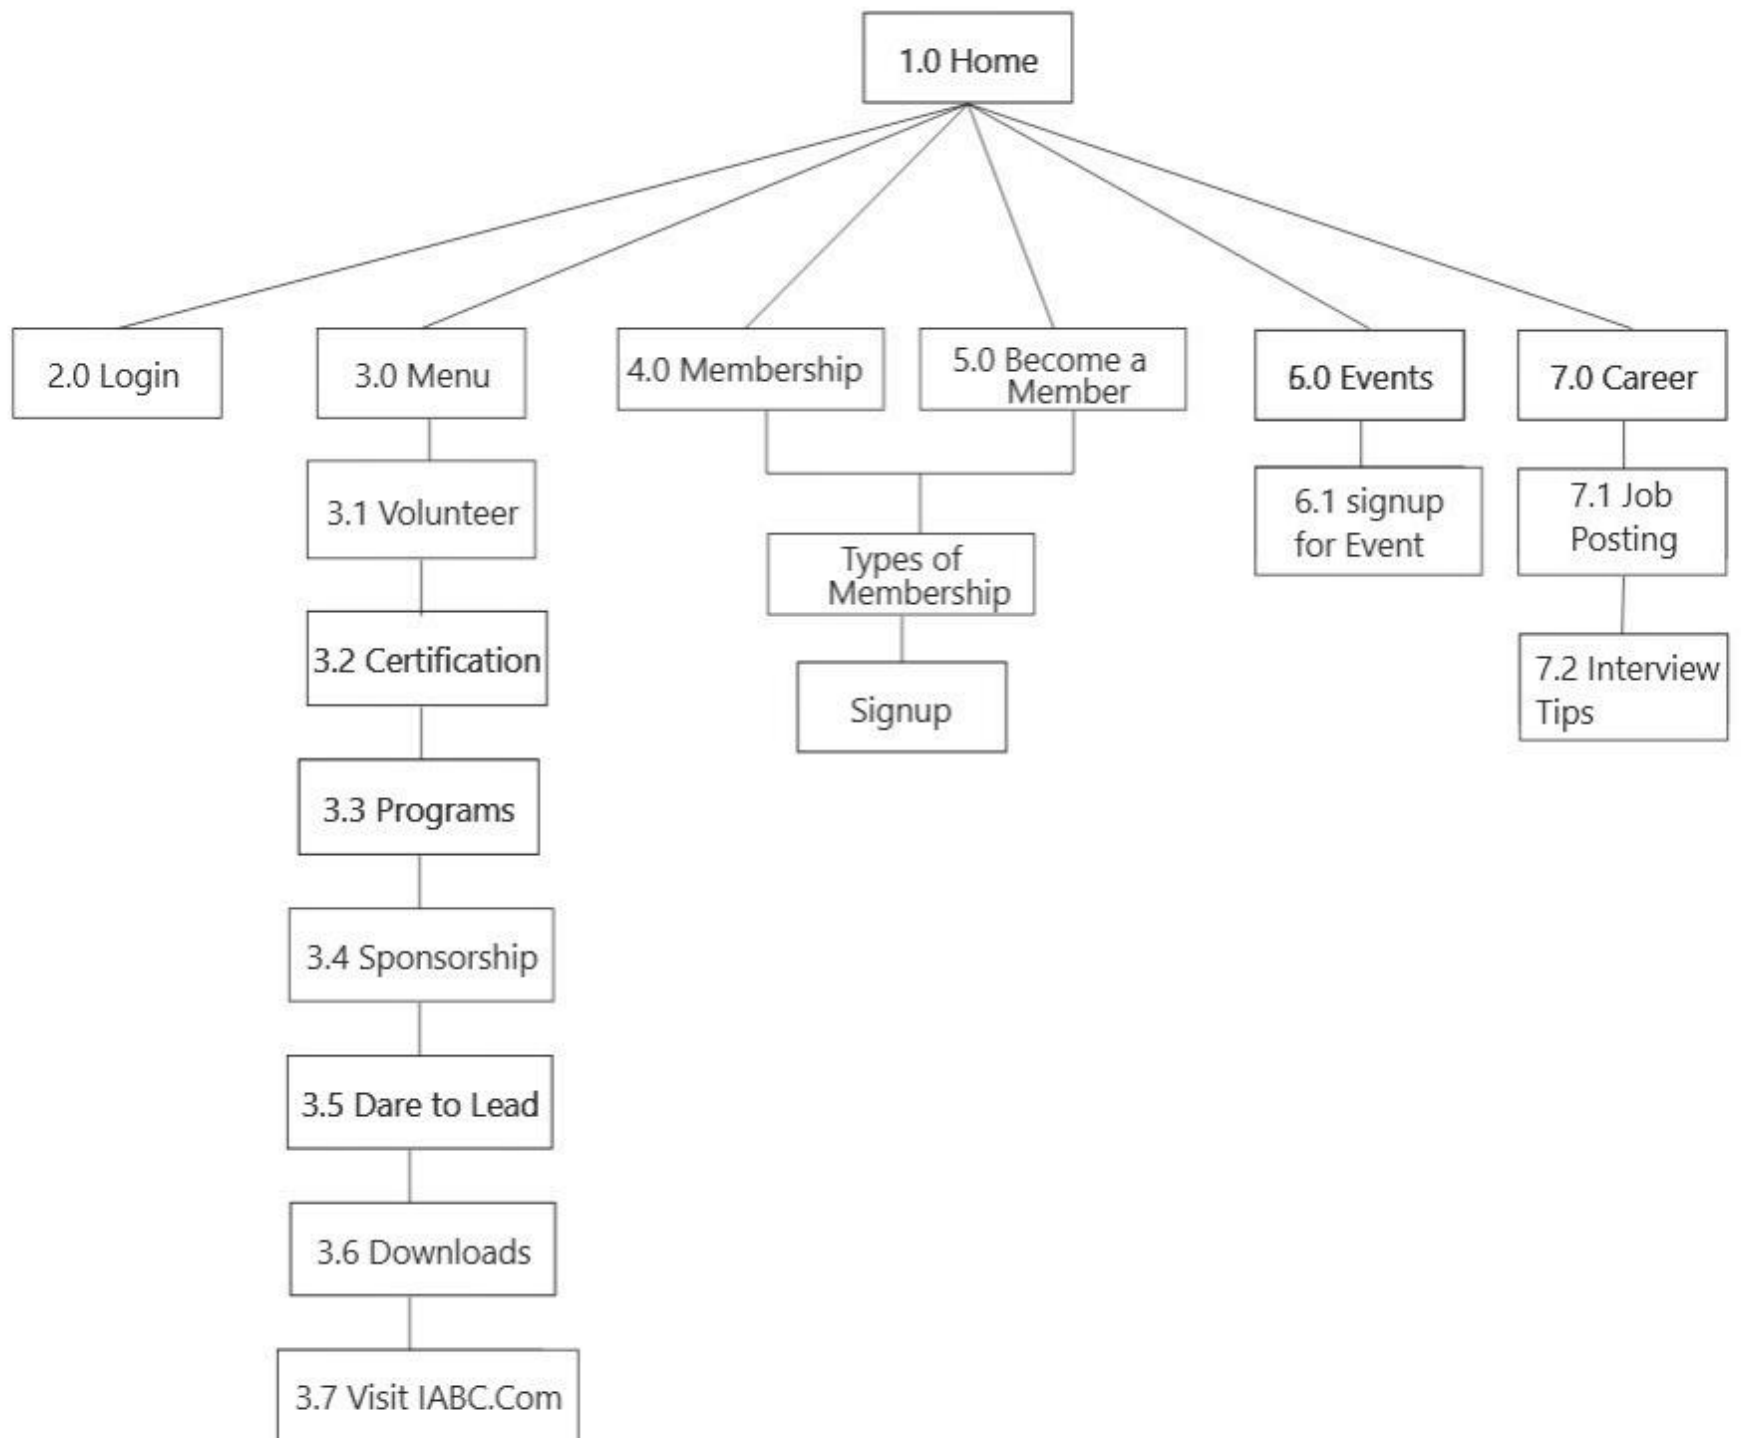 1.0 Home
2.0 Login
3.0 Menu
4.0 Membership
5.0 Become a
Member
6.0 Events
7.0 Career
3.1 Volunteer
6.1 signup
for Event
7.1 Job
Posting
Types of
Membership
3.2 Certification
Signup
7.2 Interview
Tips
3.3 Programs
3.4 Sponsorship
3.5 Dare to Lead
3.6 Downloads
3.7 Visit IABC.Com